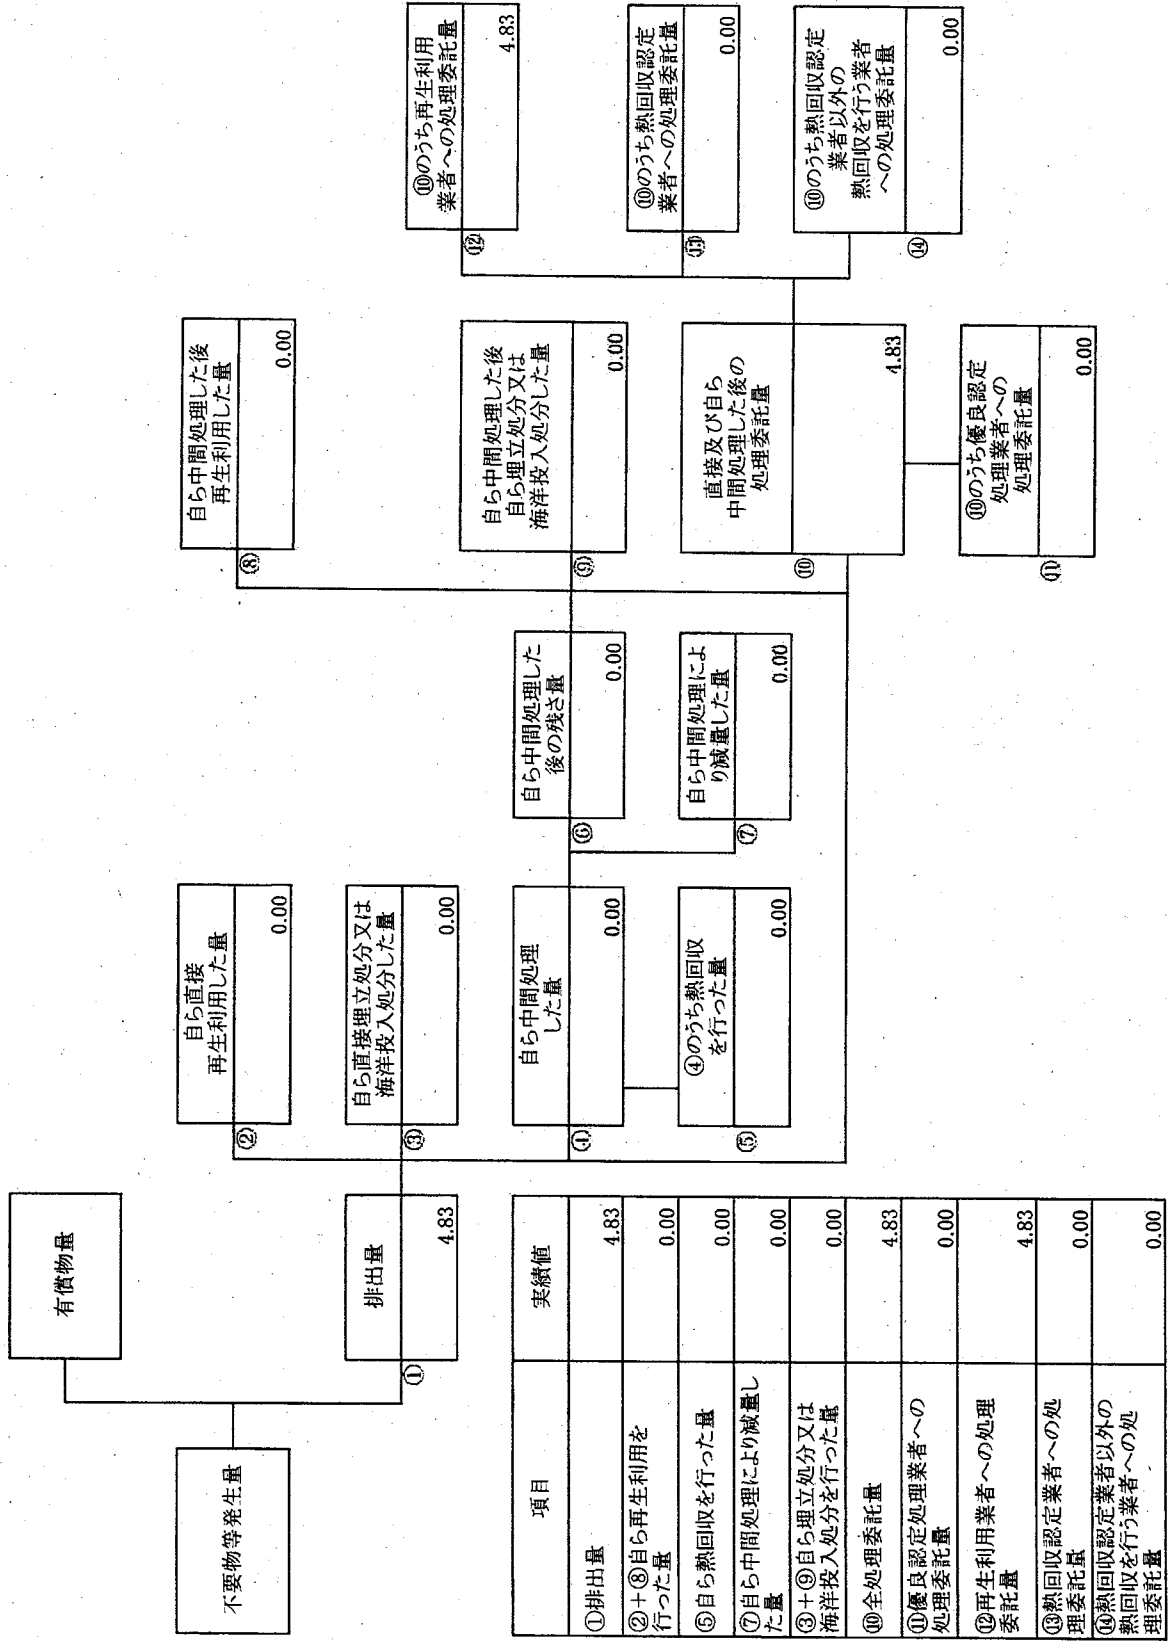 不要物等発生量
有償物量
排出量
①
4.83
自ら直接
再生利用した量
②
0.00
自ら直接埋立処分又は
海洋投入処分した量
③
0.00
自ら中間処理
した量
④
0.00
④のうち熱回収
を行った量
⑤
0.00
自ら中間処理した
後の残さ量
⑥
0.00
自ら中間処理によ
り減量した量
⑦
0.00
自ら中間処理した後
再生利用した量
⑧
0.00
自ら中間処理した後
自ら埋立処分又は
海洋投入処分した量
⑨
0.00
直接及び自ら
中間処理した後の
処理委託量
⑩
4.83
⑩のうち優良認定
処理業者への
処理委託量
⑪
0.00
⑩のうち再生利用
業者への処理委託量
⑫
4.83
⑩のうち熱回収認定
業者への処理委託量
⑬
0.00
⑩のうち熱回収認定
業者以外の
熱回収を行う業者
への処理委託量
⑭
0.00
項目 実績値
①排出量 4.83
②+⑧自ら再生利用を
行った量 0.00
⑤自ら熱回収を行った量 0.00
⑦自ら中間処理により減量し
た量 0.00
③+⑨自ら埋立処分又は
海洋投入処分を行った量 0.00
⑩全処理委託量 4.83
⑪優良認定処理業者への
処理委託量 0.00
⑫再生利用業者への処理
委託量 4.83
⑬熱回収認定業者への処
理委託量 0.00
⑭熱回収認定業者以外の
熱回収を行う業者への処
理委託量 0.00